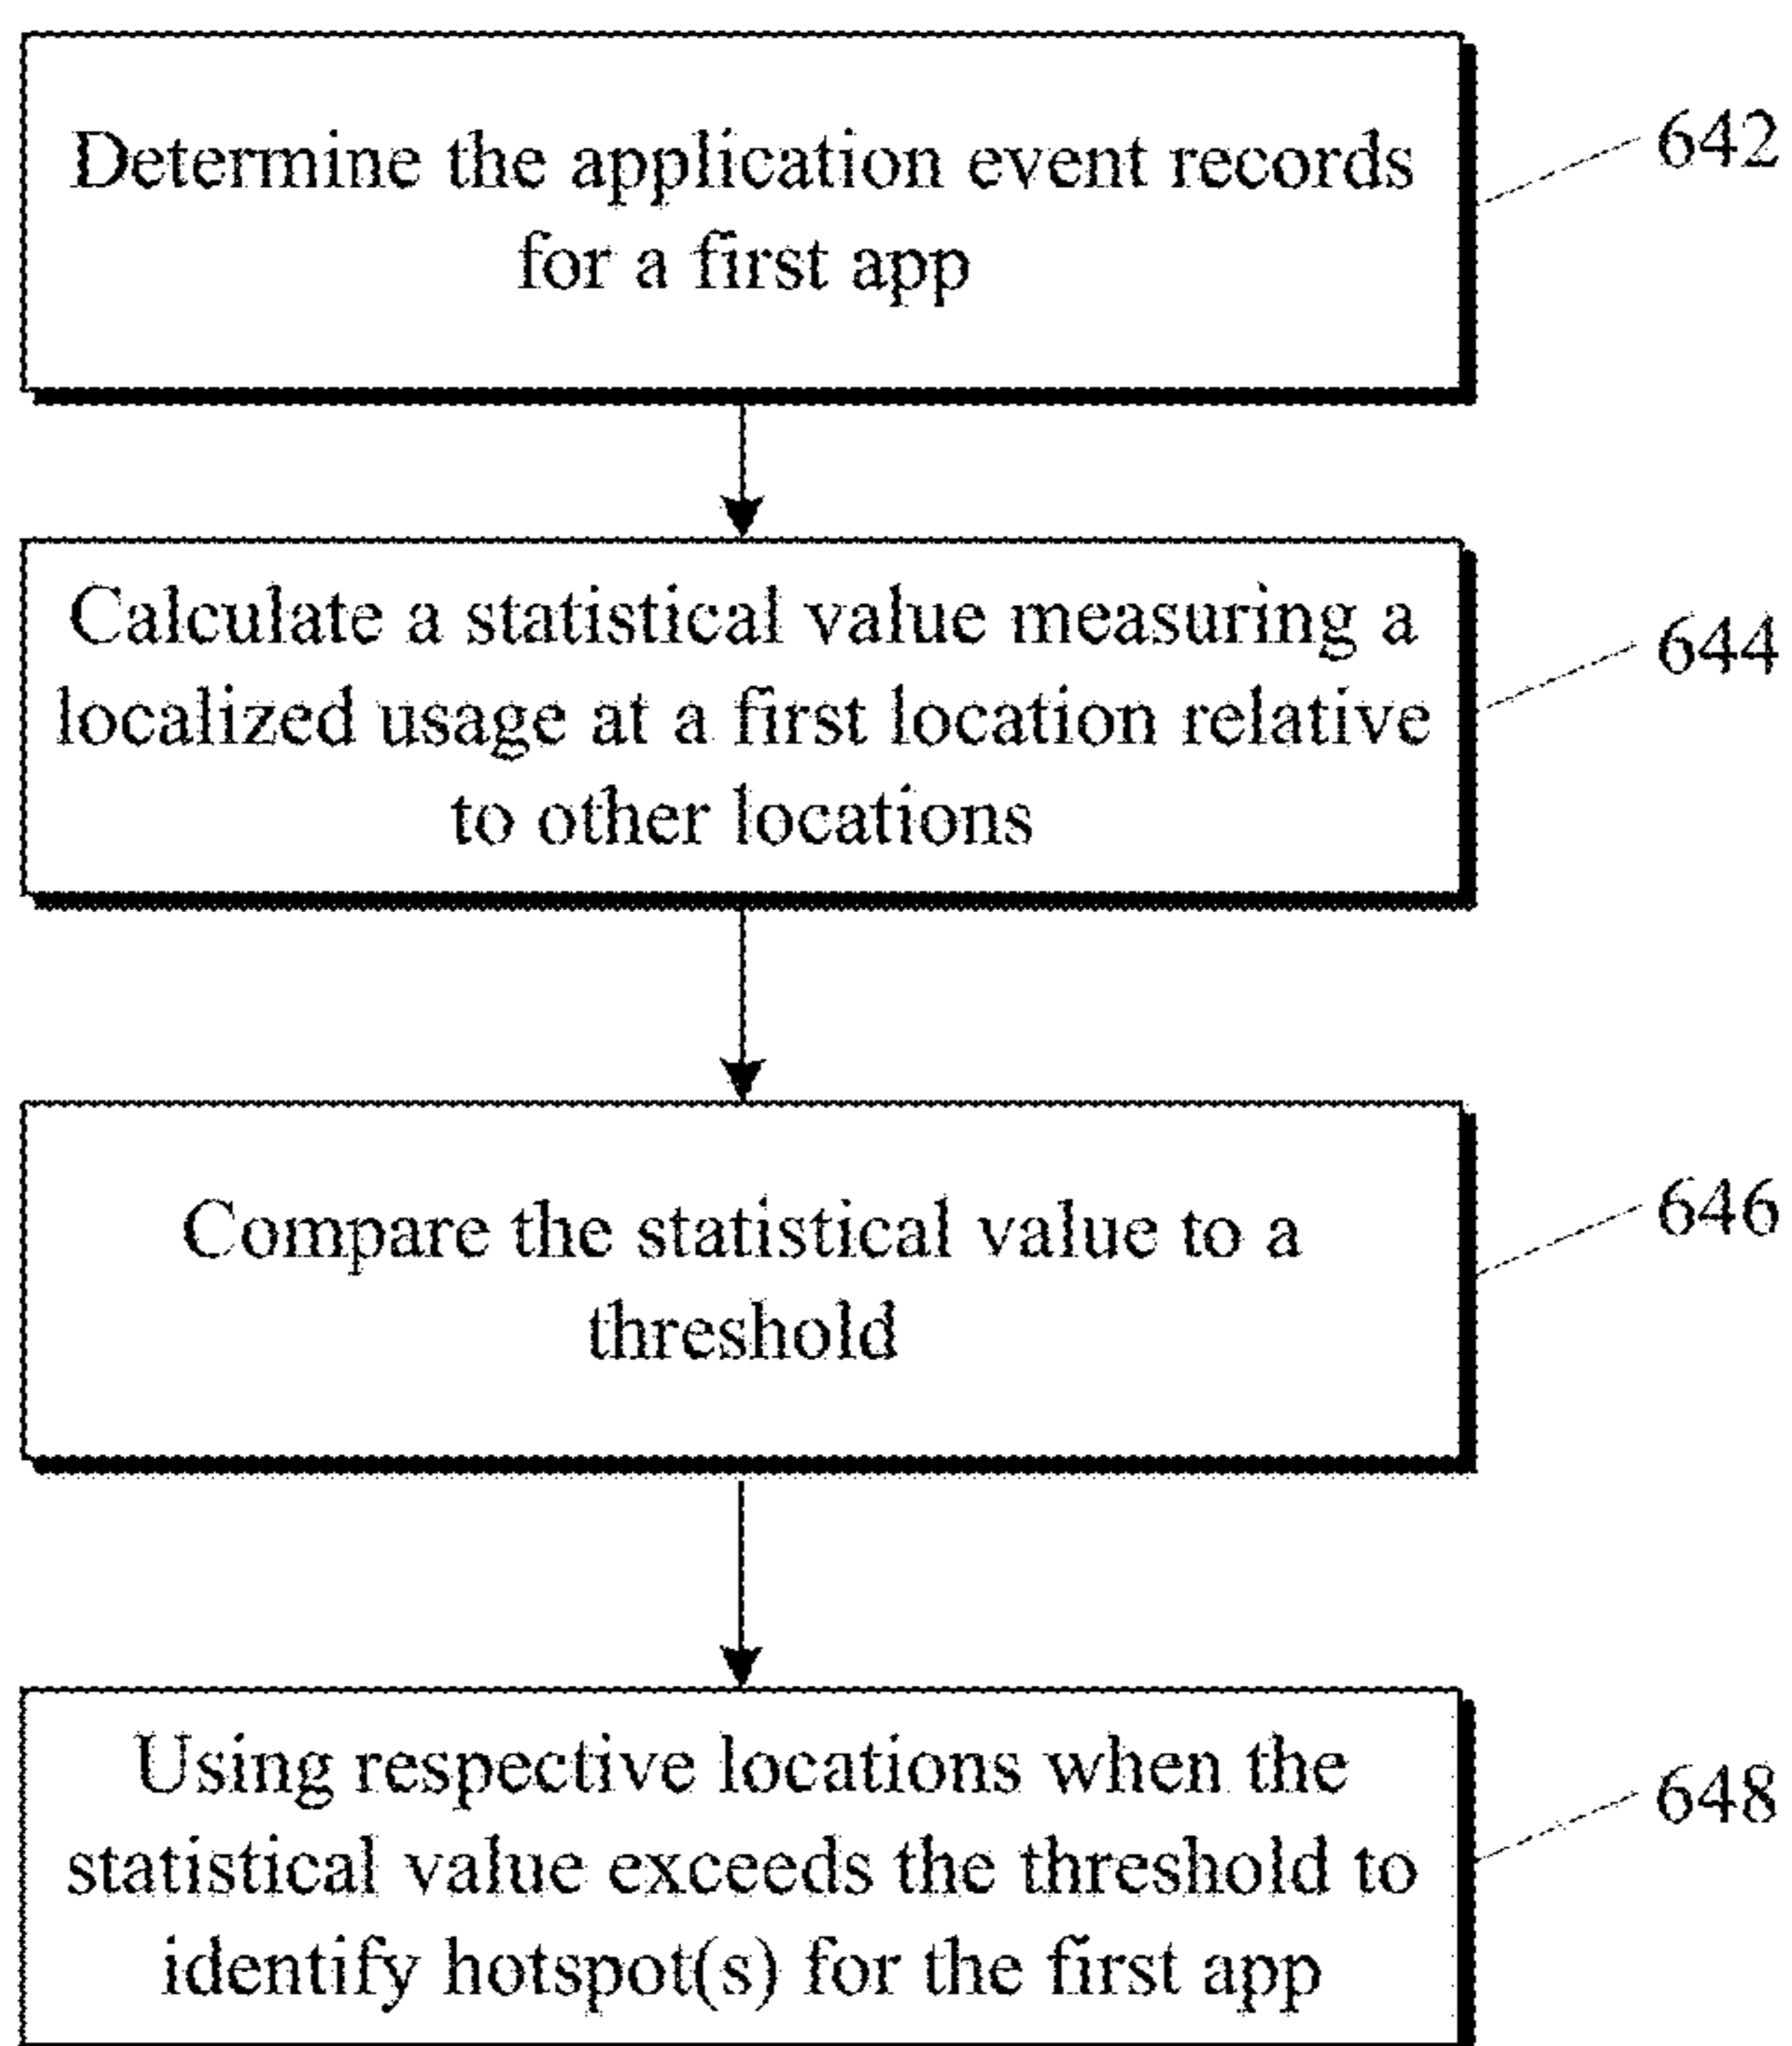 Determine the application event records
for a first app
642
Calculate a statistical value measuring a
localized usage at a first location relative
to other locations
644
Compare the statistical value to a
threshold
646
Using respective locations when the
statistical value exceeds the threshold to
identify hotspot(s) for the first app
648